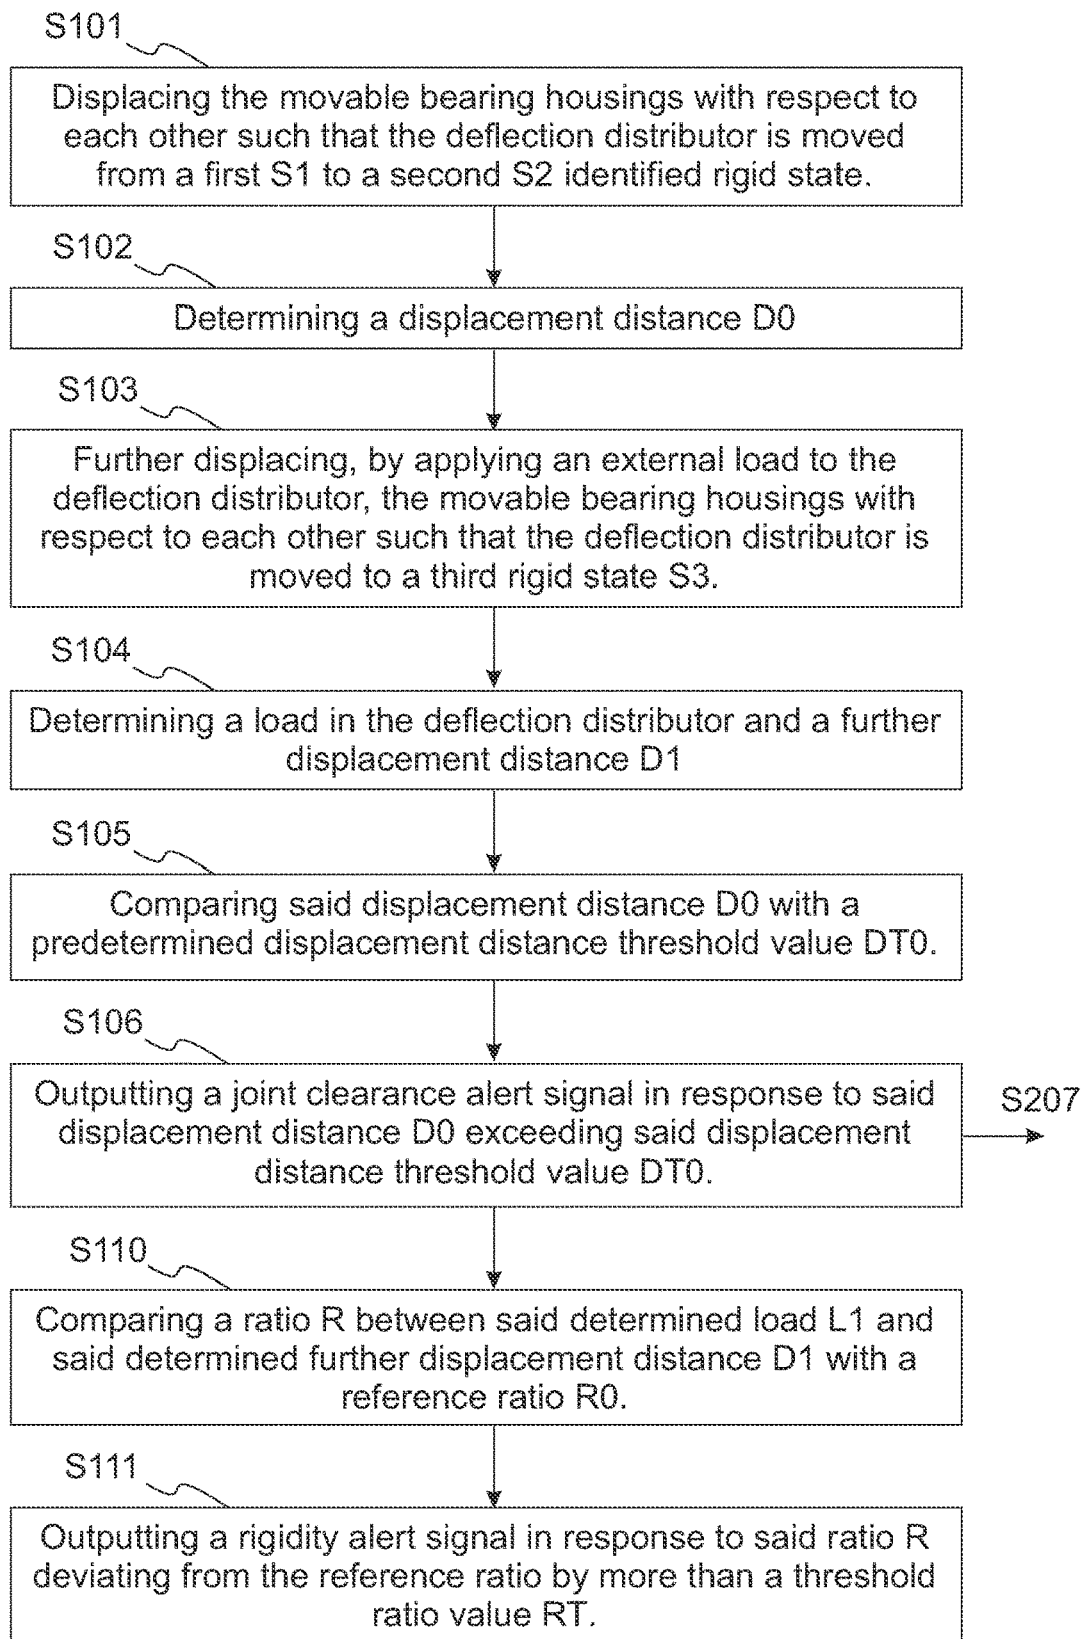 S101
Displacing the movable bearing housings with respect to
each other such that the deflection distributor is moved
from a first S1 to a second S2 identified rigid state.
S102
Determining a displacement distance D0
S103
Further displacing, by applying an external load to the
deflection distributor, the movable bearing housings with
respect to each other such that the deflection distributor is
moved to a third rigid state S3.
S104
Determining a load in the deflection distributor and a further
displacement distance D1
S105
Comparing said displacement distance D0 with a
predetermined displacement distance threshold value DT0.
S106
Outputting a joint clearance alert signal in response to said
displacement distance D0 exceeding said displacement
distance threshold value DT0.
S207
S110
Comparing a ratio R between said determined load L1 and
said determined further displacement distance D1 with a
reference ratio R0.
S111
Outputting a rigidity alert signal in response to said ratio R
deviating from the reference ratio by more than a threshold
ratio value RT.